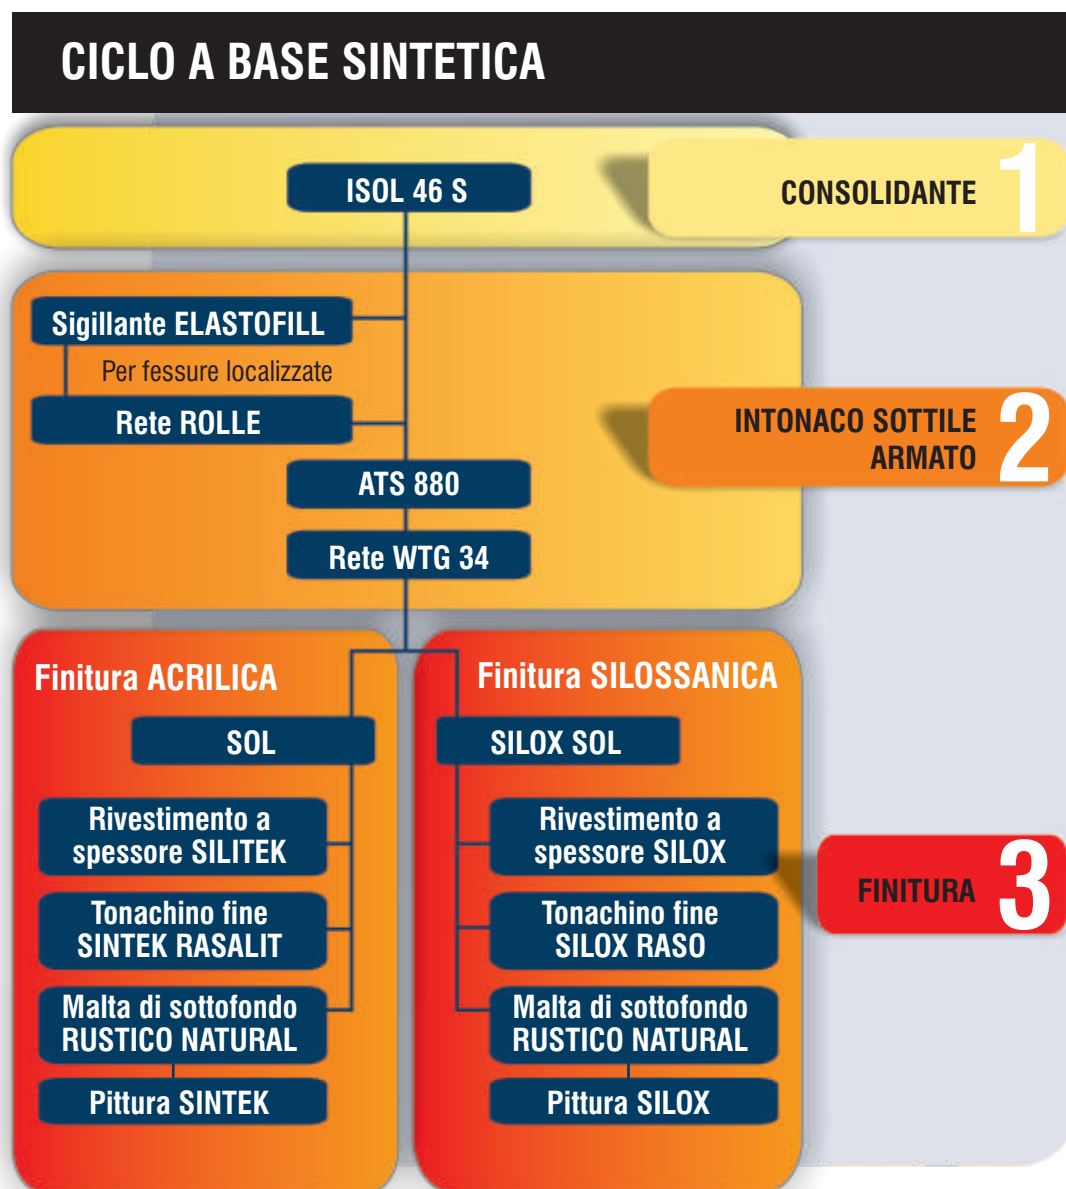 CICLO A BASE SINTETICA
ISOL 46 S
CONSOLIDANTE
1
Sigillante ELASTOFILL
Per fessure localizzate
Rete ROLLE
INTONACO SOTTILE
ARMATO
2
ATS 880
Rete WTG 34
Finitura ACRILICA
SOL
Rivestimento a
spessore SILITEK
Tonachino fine
SINTEK RASALIT
Malta di sottofondo
RUSTICO NATURAL
Pittura SINTEK
Finitura SILOSSANICA
SILOX SOL
Rivestimento a
spessore SILOX
Tonachino fine
SILOX RASO
Malta di sottofondo
RUSTICO NATURAL
Pittura SILOX
FINITURA
3